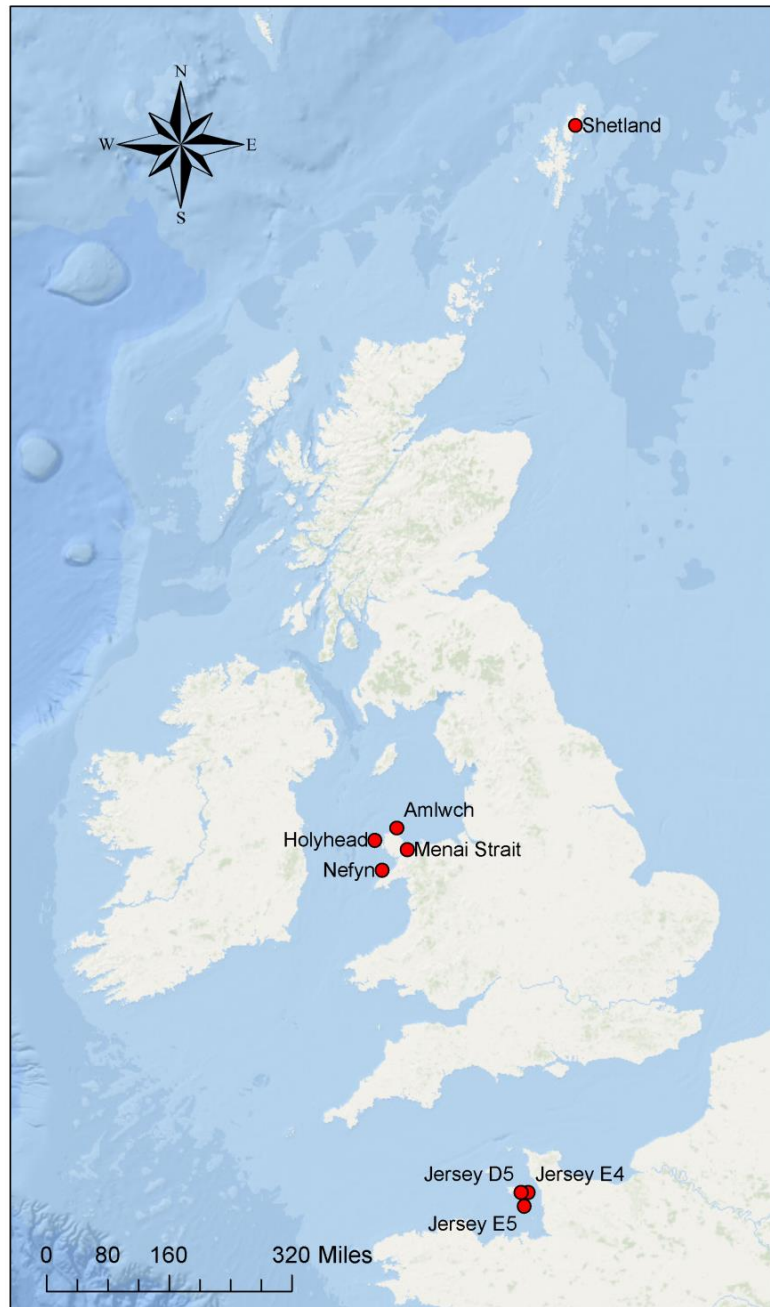 N
W E
S
Shetland
Amlwch
Holyhead
Menai Strait
Nefyn
Jersey D5 Jersey E4
Jersey E5
0 80 160 320 Miles